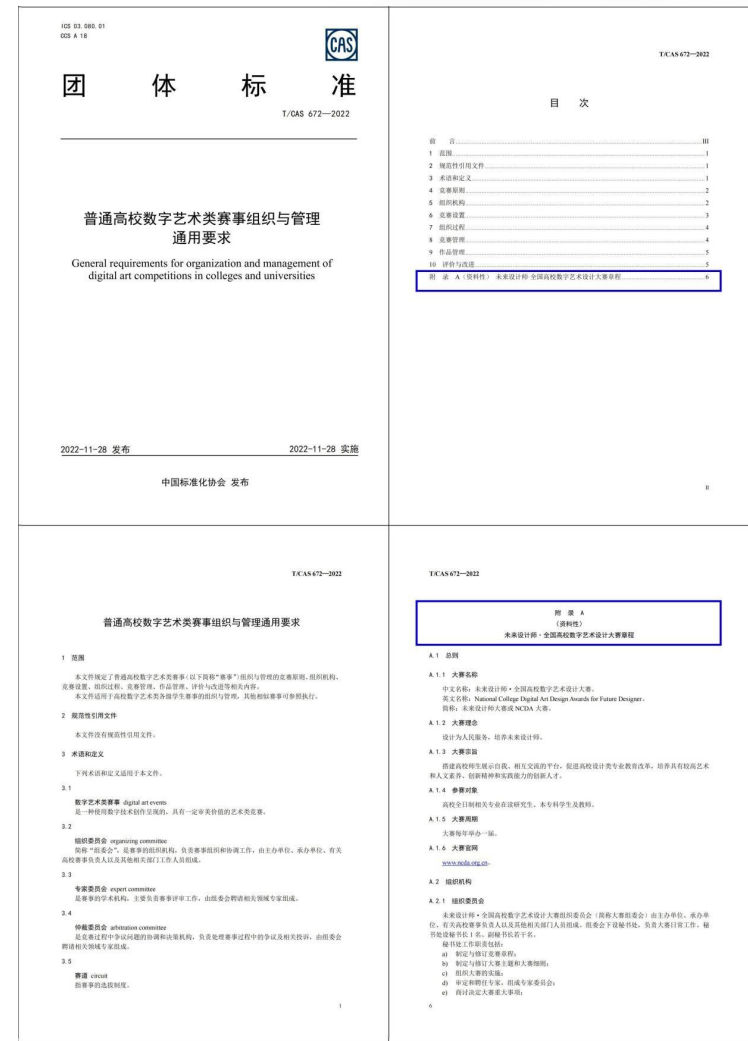 ICS 03.080.01
CCS A 18
CAS
团 体 标 准
T/CAS 672—2022
普通高校数字艺术类赛事组织与管理
通用要求
General requirements for organization and management of
digital art competitions in colleges and universities
2022-11-28 发布 2022-11-28 实施
中国标准化协会 发布
T/CAS 672—2022
目 次
前 言 III
1 范围 1
2 规范性引用文件 1
3 术语和定义 1
4 竞赛原则 2
5 组织机构 2
6 竞赛设置 3
7 组织过程 4
8 竞赛管理 4
9 作品管理 5
10 评价与改进 5
附 录 A（资料性） 未来设计师·全国高校数字艺术设计大赛章程 6
II
T/CAS 672—2022
普通高校数字艺术类赛事组织与管理通用要求
1 范围
本文件规定了普通高校数字艺术类赛事（以下简称“赛事”）组织与管理的竞赛原则、组织机构、
竞赛设置、组织过程、竞赛管理、作品管理、评价与改进等相关内容。
本文件适用于高校数字艺术类各级学生赛事的组织与管理，其他相似赛事可参照执行。
2 规范性引用文件
本文件没有规范性引用文件。
3 术语和定义
下列术语和定义适用于本文件。
3.1
数字艺术类赛事 digital art events
是一种使用数字技术创作呈现的，具有一定审美价值的艺术类竞赛。
3.2
组织委员会 organizing committee
简称“组委会”，是赛事的组织机构，负责赛事组织和协调工作，由主办单位、承办单位、有关
高校赛事负责人以及其他相关部门工作人员组成。
3.3
专家委员会 expert committee
是赛事的学术机构，主要负责赛事评审工作，由组委会聘请相关领域专家组成。
3.4
仲裁委员会 arbitration committee
是竞赛过程中争议问题的协调和决策机构，负责处理赛事过程中的争议及相关投诉，由组委会
聘请相关领域专家组成。
3.5
赛道 circuit
指赛事的选拔制度。
1
T/CAS 672—2022
附 录 A
（资料性）
未来设计师·全国高校数字艺术设计大赛章程
A.1 总则
A.1.1 大赛名称
中文名称：未来设计师·全国高校数字艺术设计大赛。
英文名称：National College Digital Art Design Awards for Future Designer。
简称：未来设计师大赛或 NCDA 大赛。
A.1.2 大赛理念
设计为人民服务，培养未来设计师。
A.1.3 大赛宗旨
搭建高校师生展示自我、相互交流的平台，促进高校设计类专业教育改革，培养具有较高艺术
和人文素养、创新精神和实践能力的创新人才。
A.1.4 参赛对象
高校全日制相关专业在读研究生、本专科学生及教师。
A.1.5 大赛周期
大赛每年举办一届。
A.1.6 大赛官网
www.ncda.org.cn。
A.2 组织机构
A.2.1 组织委员会
未来设计师·全国高校数字艺术设计大赛组织委员会（简称大赛组委会）由主办单位、承办单
位、有关高校赛事负责人以及其他相关部门人员组成。组委会下设秘书处，负责大赛日常工作。秘
书处设秘书长 1 名、副秘书长若干名。
秘书处工作职责包括：
a) 制定与修订竞赛章程；
b) 制定与修订大赛主题和大赛细则；
c) 组织大赛的实施；
d) 审定和聘任专家，组成专家委员会；
e) 商讨决定大赛重大事项；
6